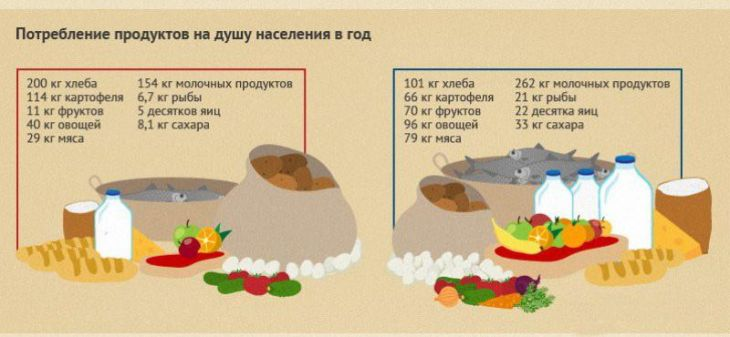 Потребление продуктов на душу населения в год
200 кг хлеба
114 кг картофеля
11 кг фруктов
40 кг овощей
29 кг мяса
154 кг молочных продуктов
6,7 кг рыбы
5 десятков яиц
8,1 кг сахара
101 кг хлеба
66 кг картофеля
70 кг фруктов
96 кг овощей
79 кг мяса
262 кг молочных продуктов
21 кг рыбы
22 десятка яиц
33 кг сахара